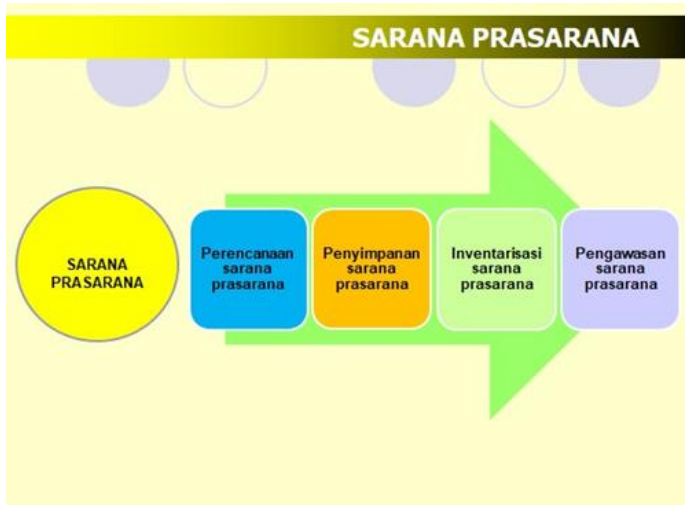 SARANA PRASARANA
SARANA
PRASARANA
Perencanaan
sarana
prasarana
Penyimpanan
sarana
prasarana
Inventarisasi
sarana
prasarana
Pengawasan
sarana
prasarana